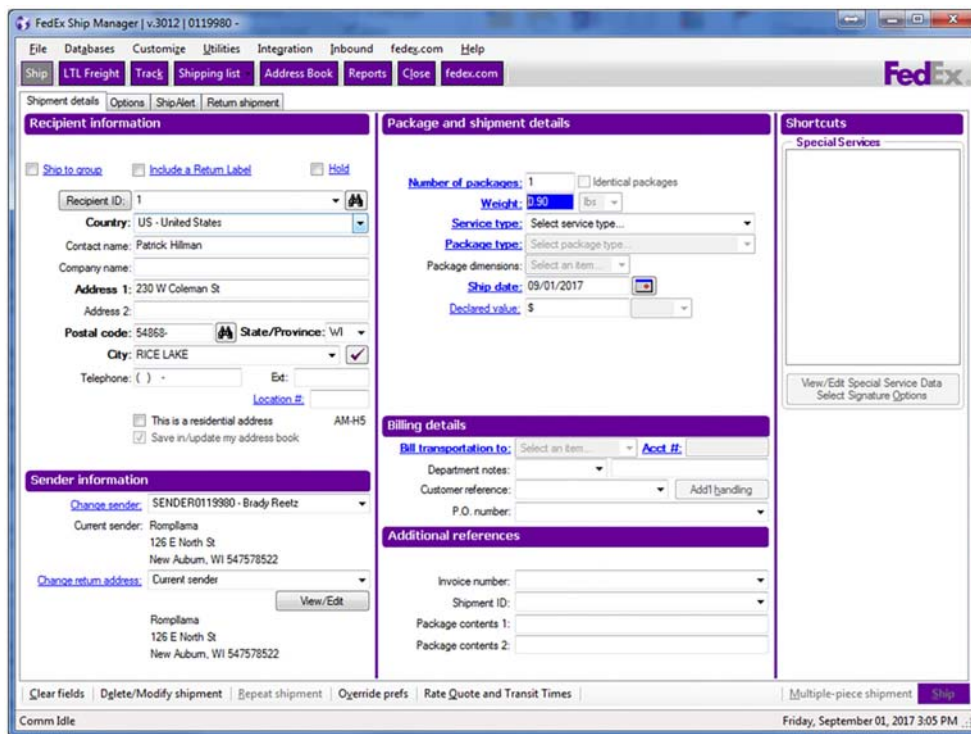 FedEx Ship Manager | v.3012 | 0119980 -
File Databases Customize Utilities Integration Inbound fedex.com Help
Ship LTL Freight Track Shipping list Address Book Reports Close fedex.com
FedEx
Shipment details Options ShipAlert Return shipment
Recipient information
Ship to group Include a Return Label Hold
Recipient ID: 1
Country: US - United States
Contact name: Patrick Hillman
Company name:
Address 1: 230 W Coleman St
Address 2:
Postal code: 54868- State/Province: WI
City: RICE LAKE
Telephone: ( ) - Ext:
Location #:
This is a residential address AM-H5
Save in/update my address book
Sender information
Change sender: SENDER0119980 - Brady Reetz
Current sender: Rompllama
126 E North St
New Auburn, WI 547578522
Change return address: Current sender
View/Edit
Rompllama
126 E North St
New Auburn, WI 547578522
Package and shipment details
Number of packages: 1 Identical packages
Weight: 0.90 lbs
Service type: Select service type...
Package type: Select package type...
Package dimensions: Select an item...
Ship date: 09/01/2017
Declared value: $
Billing details
Bill transportation to: Select an item... Acct #:
Department notes:
Customer reference: Add'l handling
P.O. number:
Additional references
Invoice number:
Shipment ID:
Package contents 1:
Package contents 2:
Shortcuts
Special Services
View/Edit Special Service Data
Select Signature Options
Clear fields Delete/Modify shipment Repeat shipment Override prefs Rate Quote and Transit Times Multiple-piece shipment Ship
Comm Idle Friday, September 01, 2017 3:05 PM